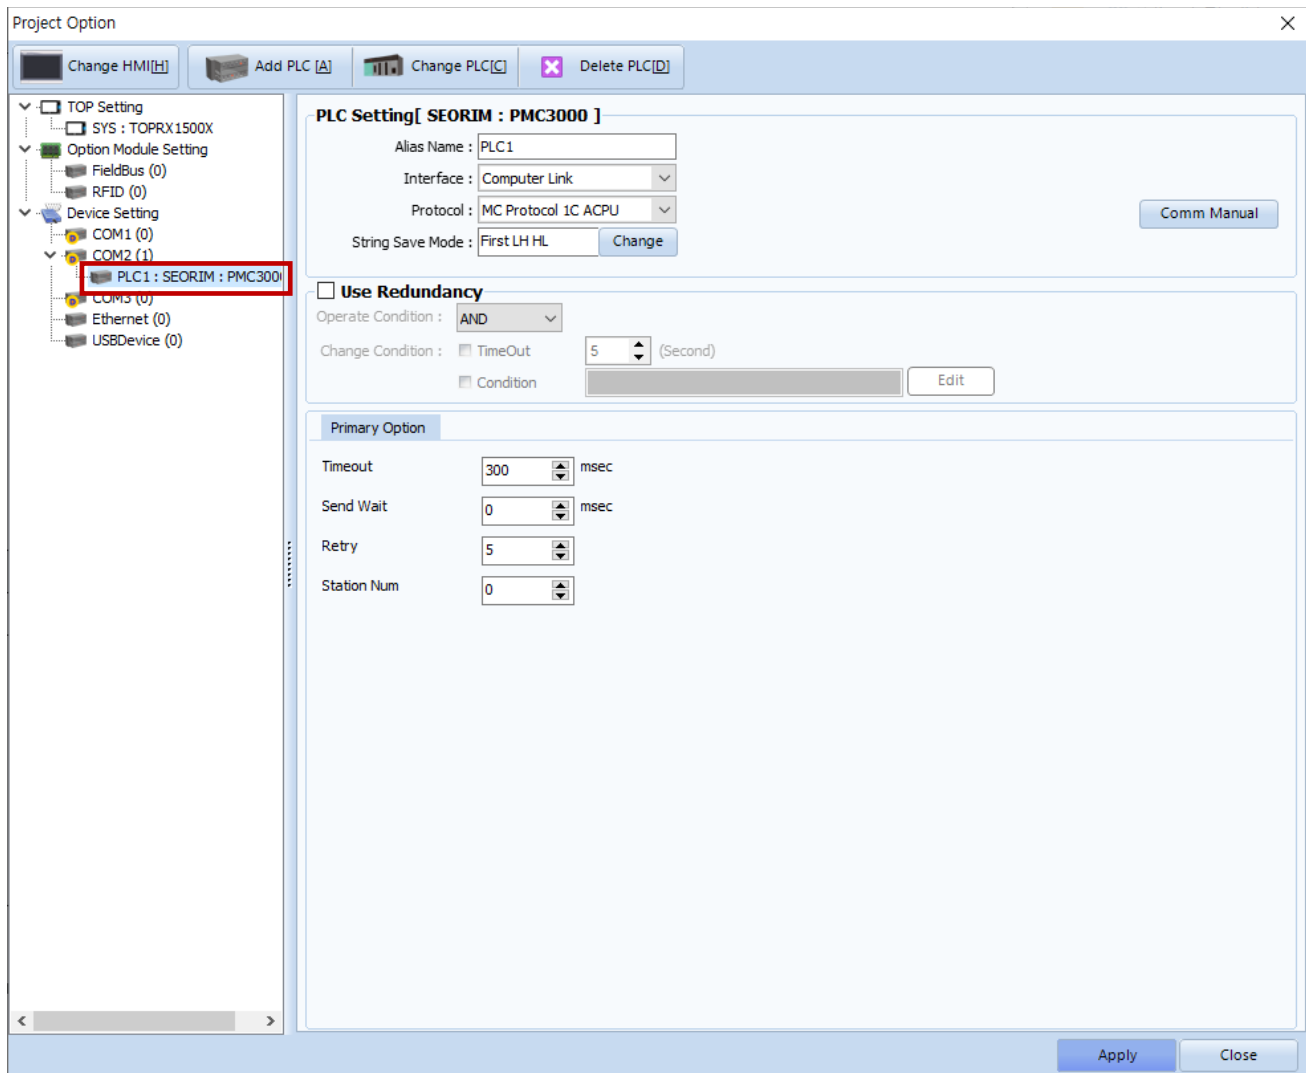 Project Option
Change HMI[H] Add PLC [A] Change PLC[C] Delete PLC[D]
TOP Setting
SYS : TOPRX1500X
Option Module Setting
FieldBus (0)
RFID (0)
Device Setting
COM1 (0)
COM2 (1)
PLC1 : SEORIM : PMC300
COM3 (0)
Ethernet (0)
USBDevice (0)
PLC Setting[ SEORIM : PMC3000 ]
Alias Name : PLC1
Interface : Computer Link
Protocol : MC Protocol 1C ACPU
Comm Manual
String Save Mode : First LH HL Change
Use Redundancy
Operate Condition : AND
Change Condition : TimeOut 5 (Second)
Condition Edit
Primary Option
Timeout 300 msec
Send Wait 0 msec
Retry 5
Station Num 0
Apply Close